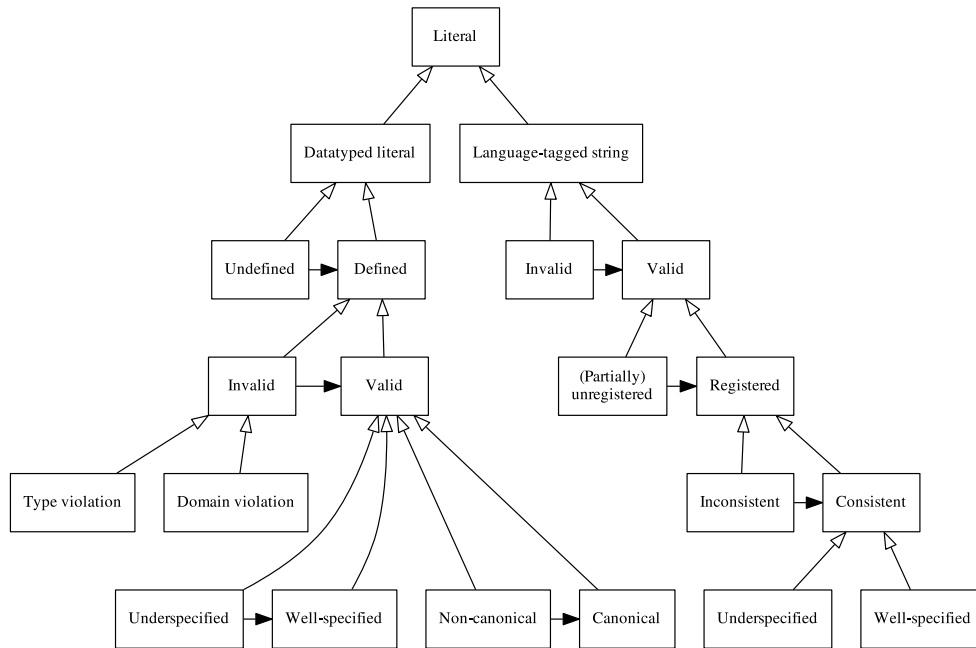 Literal
Datatyped literal
Language-tagged string
Undefined
Defined
Invalid
Valid
Invalid
Valid
(Partially)
unregistered
Registered
Type violation
Domain violation
Inconsistent
Consistent
Underspecified
Well-specified
Non-canonical
Canonical
Underspecified
Well-specified